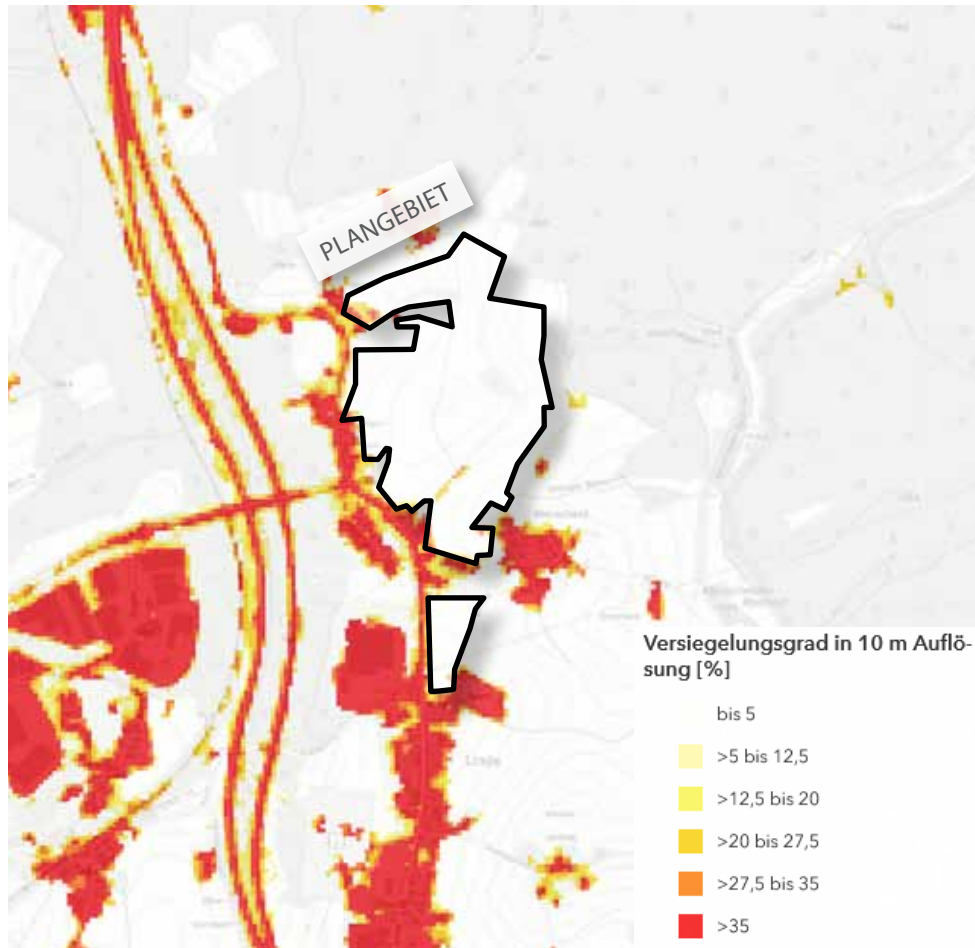 PLANGEBIET
Versiegelungsgrad in 10 m Auflö-
sung [%]
bis 5
>5 bis 12,5
>12,5 bis 20
>20 bis 27,5
>27,5 bis 35
>35